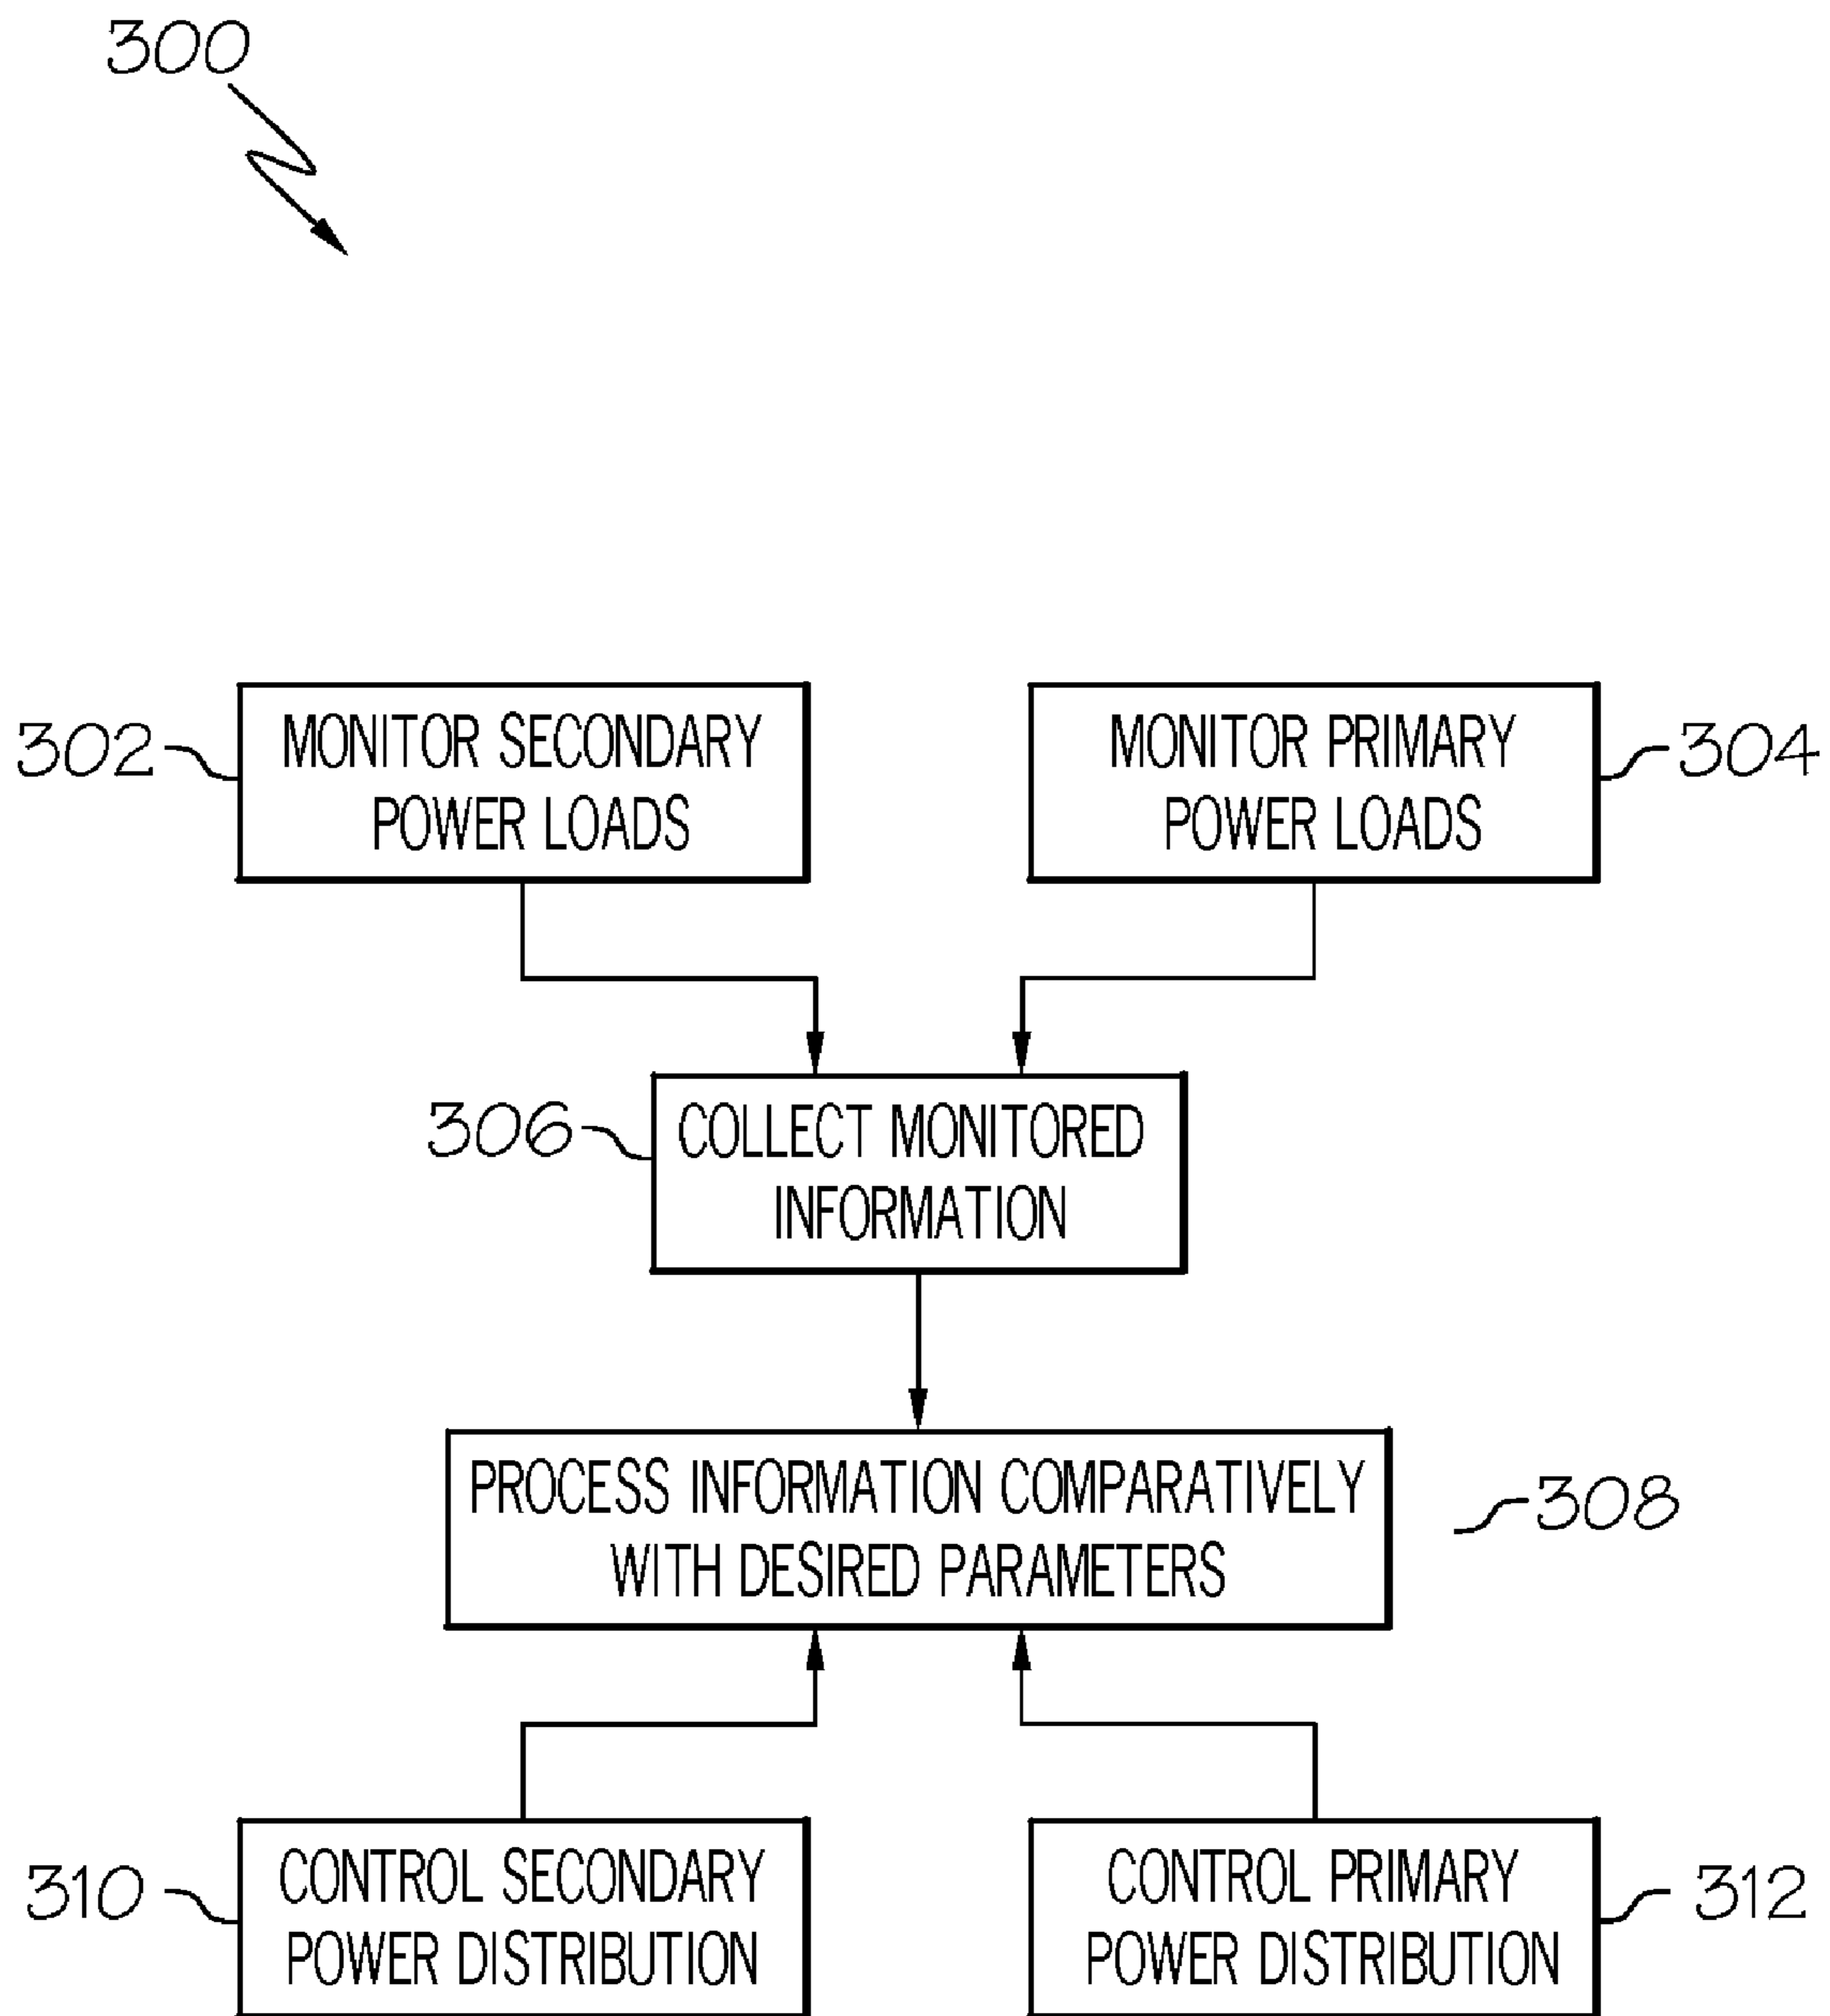 300
302
MONITOR SECONDARY
POWER LOADS
MONITOR PRIMARY
POWER LOADS
304
306
COLLECT MONITORED
INFORMATION
PROCESS INFORMATION COMPARATIVELY
WITH DESIRED PARAMETERS
308
310
CONTROL SECONDARY
POWER DISTRIBUTION
CONTROL PRIMARY
POWER DISTRIBUTION
312